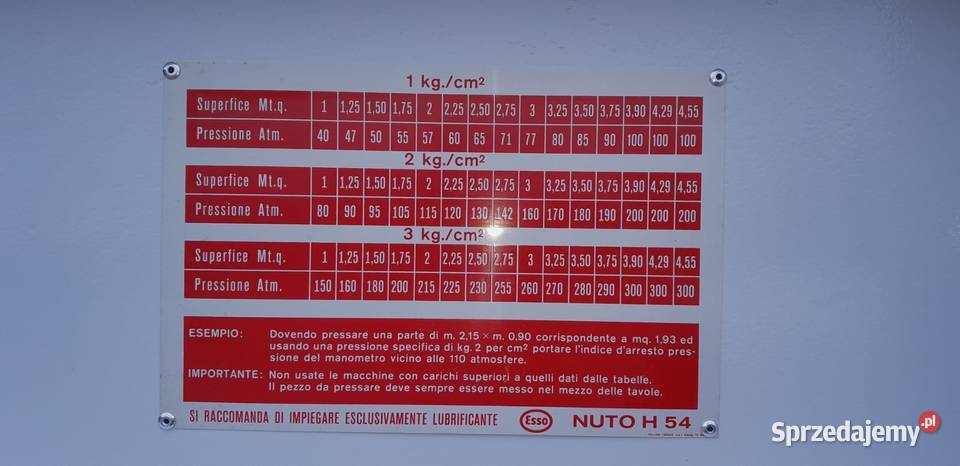 1 kg./cm²
Superfice Mt.q. 1 1,25 1,50 1,75 2 2,25 2,50 2,75 3 3,25 3,50 3,75 3,90 4,29 4,55
Pressione Atm. 40 47 50 55 57 60 65 71 77 80 85 90 100 100 100
2 kg./cm²
Superfice Mt.q. 1 1,25 1,50 1,75 2 2,25 2,50 2,75 3 3,25 3,50 3,75 3,90 4,29 4,55
Pressione Atm. 80 90 95 105 115 120 130 142 160 170 180 190 200 200 200
3 kg./cm²
Superfice Mt.q. 1 1,25 1,50 1,75 2 2,25 2,50 2,75 3 3,25 3,50 3,75 3,90 4,29 4,55
Pressione Atm. 150 160 180 200 215 225 230 255 260 270 280 290 300 300 300
ESEMPIO: Dovendo pressare una parte di m. 2,15 × m. 0,90 corrispondente a mq. 1,93 ed
usando una pressione specifica di kg. 2 per cm² portare l'indice d'arresto pres-
sione del manometro vicino alle 110 atmosfere.
IMPORTANTE: Non usate le macchine con carichi superiori a quelli dati dalle tabelle.
Il pezzo da pressare deve sempre essere messo nel mezzo delle tavole.
SI RACCOMANDA DI IMPIEGARE ESCLUSIVAMENTE LUBRIFICANTE Esso NUTO H 54
Sprzedajemy.pl